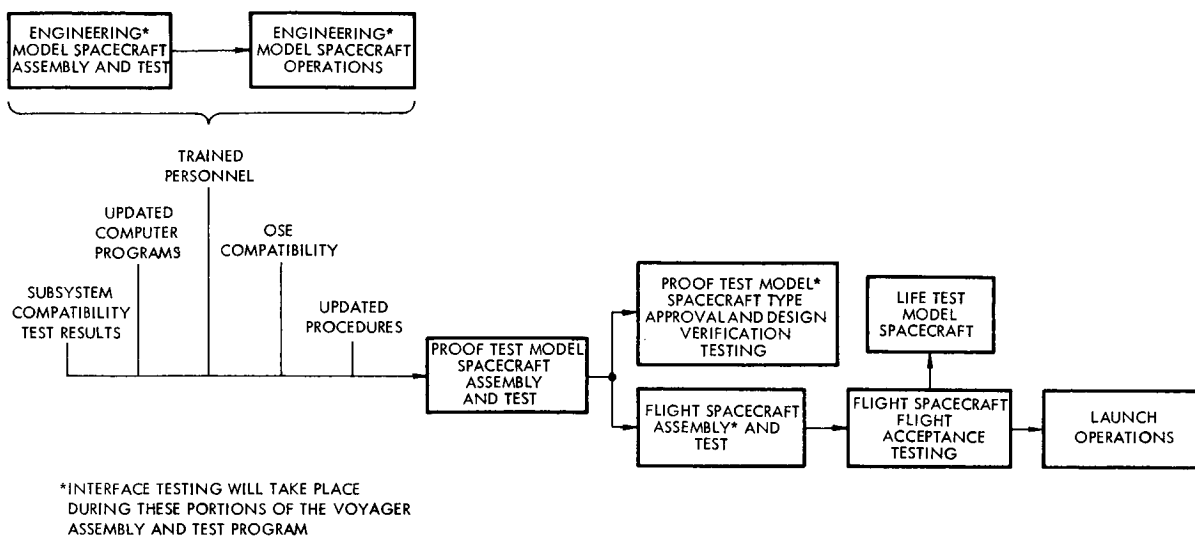 ENGINEERING*
MODEL SPACECRAFT
ASSEMBLY AND TEST
ENGINEERING*
MODEL SPACECRAFT
OPERATIONS
TRAINED
PERSONNEL
UPDATED
COMPUTER
PROGRAMS
OSE
COMPATIBILITY
SUBSYSTEM
COMPATIBILITY
TEST RESULTS
UPDATED
PROCEDURES
PROOF TEST MODEL
SPACECRAFT
ASSEMBLY
AND TEST
PROOF TEST MODEL*
SPACECRAFT TYPE
APPROVAL AND DESIGN
VERIFICATION
TESTING
LIFE TEST
MODEL
SPACECRAFT
FLIGHT SPACECRAFT
ASSEMBLY* AND
TEST
FLIGHT SPACECRAFT
FLIGHT
ACCEPTANCE
TESTING
LAUNCH
OPERATIONS
*INTERFACE TESTING WILL TAKE PLACE
DURING THESE PORTIONS OF THE VOYAGER
ASSEMBLY AND TEST PROGRAM